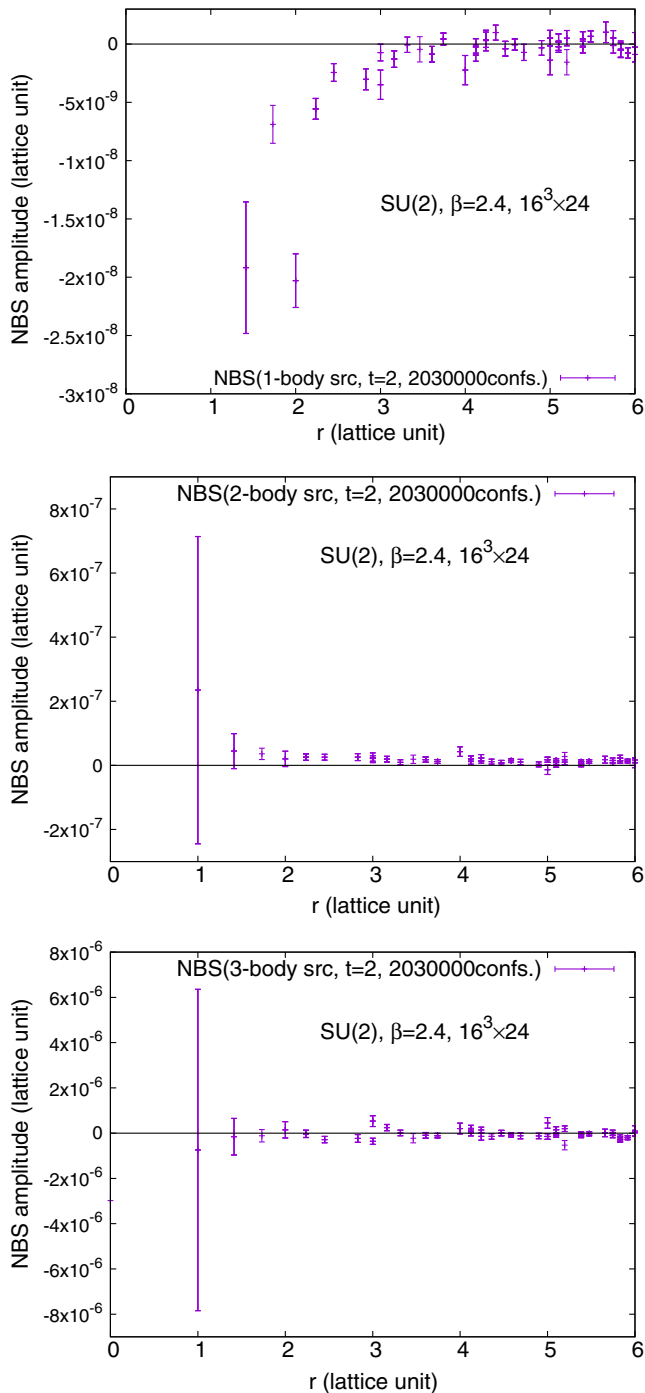 0
-5x10⁻⁹
-1x10⁻⁸
-1.5x10⁻⁸
-2x10⁻⁸
-2.5x10⁻⁸
-3x10⁻⁸
NBS amplitude (lattice unit)
SU(2), β=2.4, 16³×24
NBS(1-body src, t=2, 2030000confs.)
0 1 2 3 4 5 6
r (lattice unit)
NBS(2-body src, t=2, 2030000confs.)
8x10⁻⁷
6x10⁻⁷
4x10⁻⁷
2x10⁻⁷
0
-2x10⁻⁷
NBS amplitude (lattice unit)
SU(2), β=2.4, 16³×24
0 1 2 3 4 5 6
r (lattice unit)
8x10⁻⁶
NBS(3-body src, t=2, 2030000confs.)
6x10⁻⁶
4x10⁻⁶
2x10⁻⁶
0
-2x10⁻⁶
-4x10⁻⁶
-6x10⁻⁶
-8x10⁻⁶
NBS amplitude (lattice unit)
SU(2), β=2.4, 16³×24
0 1 2 3 4 5 6
r (lattice unit)